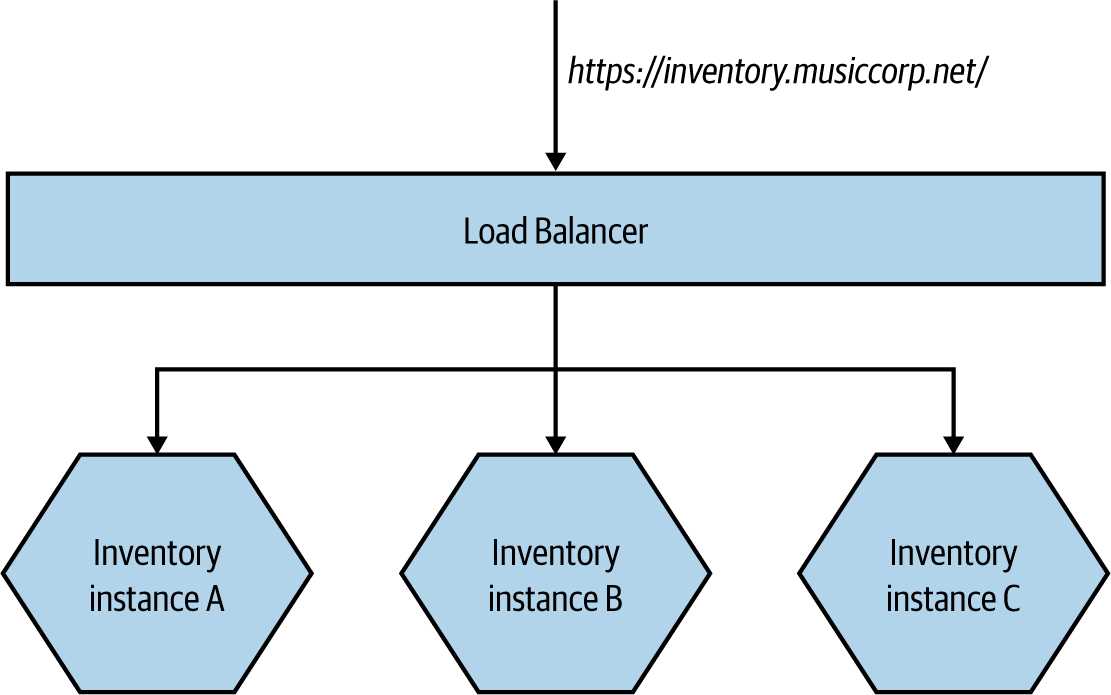 https://inventory.musiccorp.net/
Load Balancer
Inventory
instance A
Inventory
instance B
Inventory
instance C